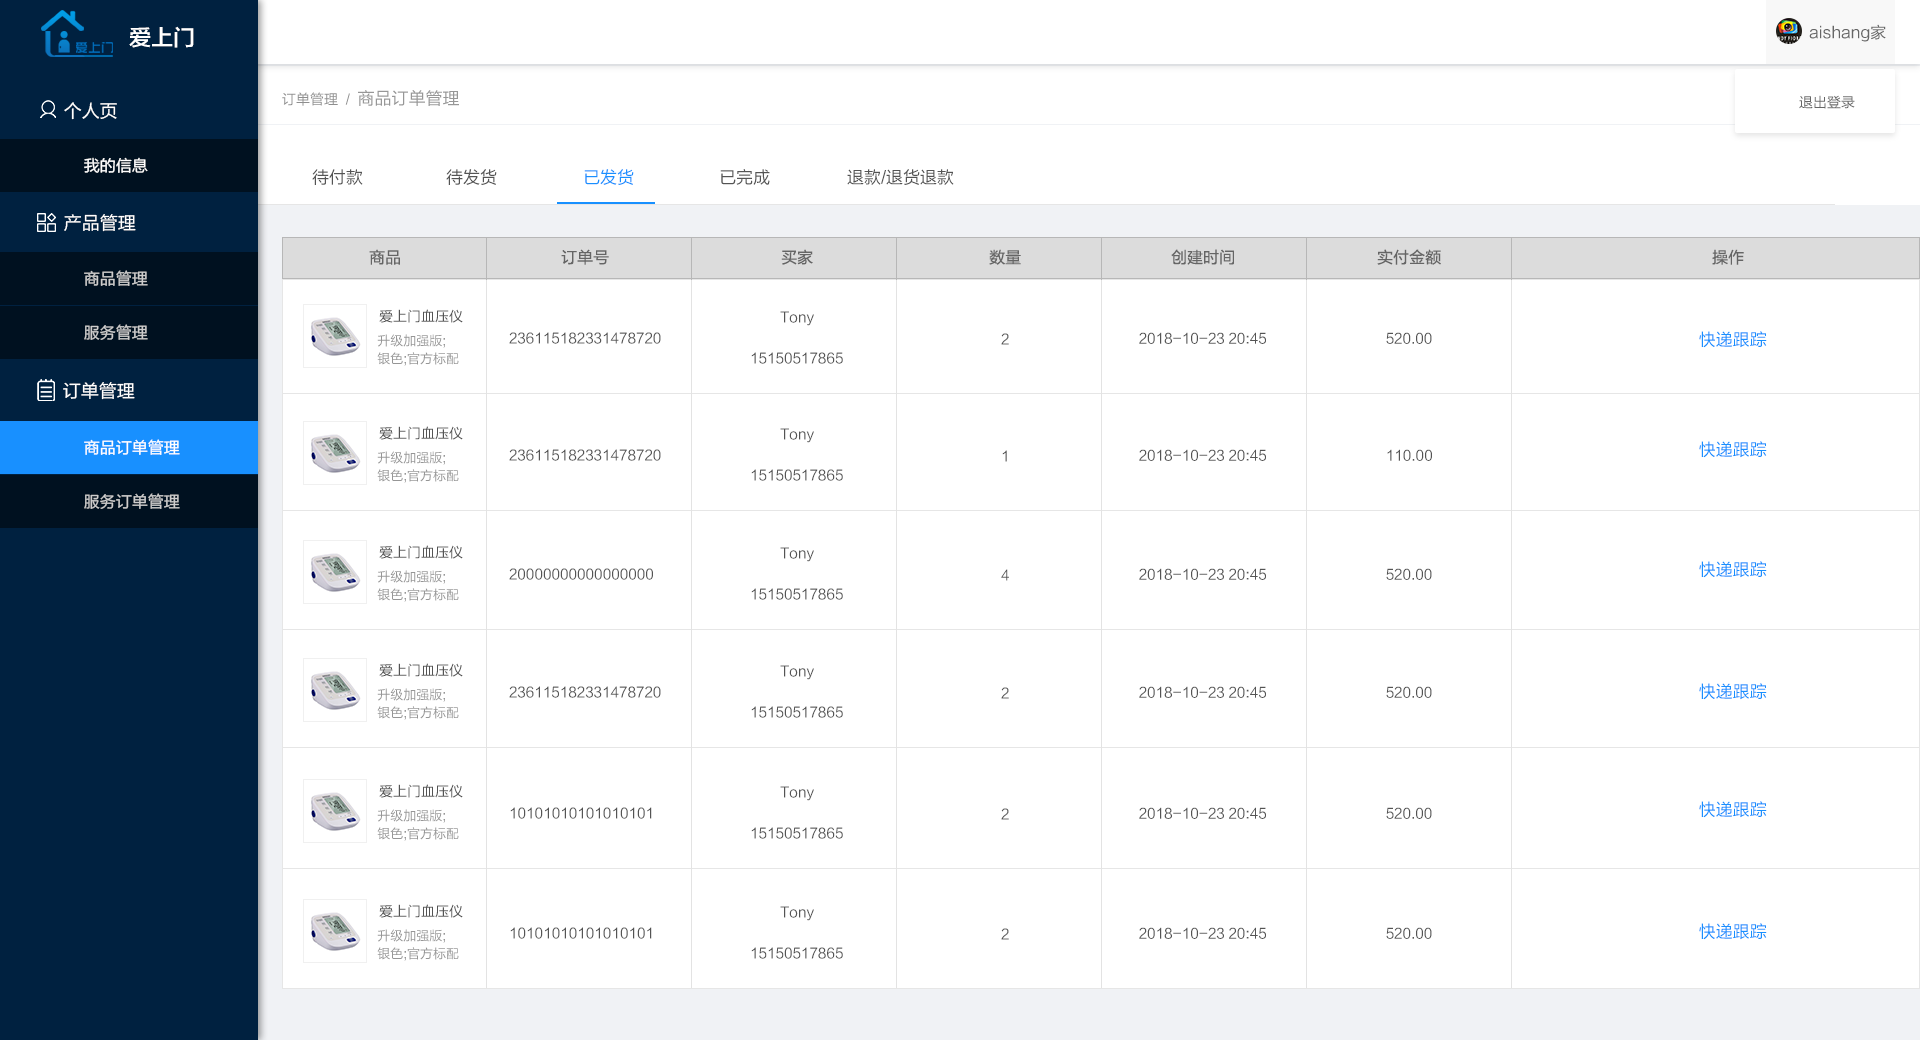 爱上门
爱上门
aishang家
退出登录
个人页
我的信息
产品管理
商品管理
服务管理
订单管理
商品订单管理
服务订单管理
订单管理 / 商品订单管理
待付款 待发货 已发货 已完成 退款/退货退款
商品 订单号 买家 数量 创建时间 实付金额 操作
爱上门血压仪
升级加强版;
银色;官方标配
236115182331478720
Tony
15150517865
2
2018-10-23 20:45
520.00
快递跟踪
爱上门血压仪
升级加强版;
银色;官方标配
236115182331478720
Tony
15150517865
1
2018-10-23 20:45
110.00
快递跟踪
爱上门血压仪
升级加强版;
银色;官方标配
20000000000000000
Tony
15150517865
4
2018-10-23 20:45
520.00
快递跟踪
爱上门血压仪
升级加强版;
银色;官方标配
236115182331478720
Tony
15150517865
2
2018-10-23 20:45
520.00
快递跟踪
爱上门血压仪
升级加强版;
银色;官方标配
10101010101010101
Tony
15150517865
2
2018-10-23 20:45
520.00
快递跟踪
爱上门血压仪
升级加强版;
银色;官方标配
10101010101010101
Tony
15150517865
2
2018-10-23 20:45
520.00
快递跟踪